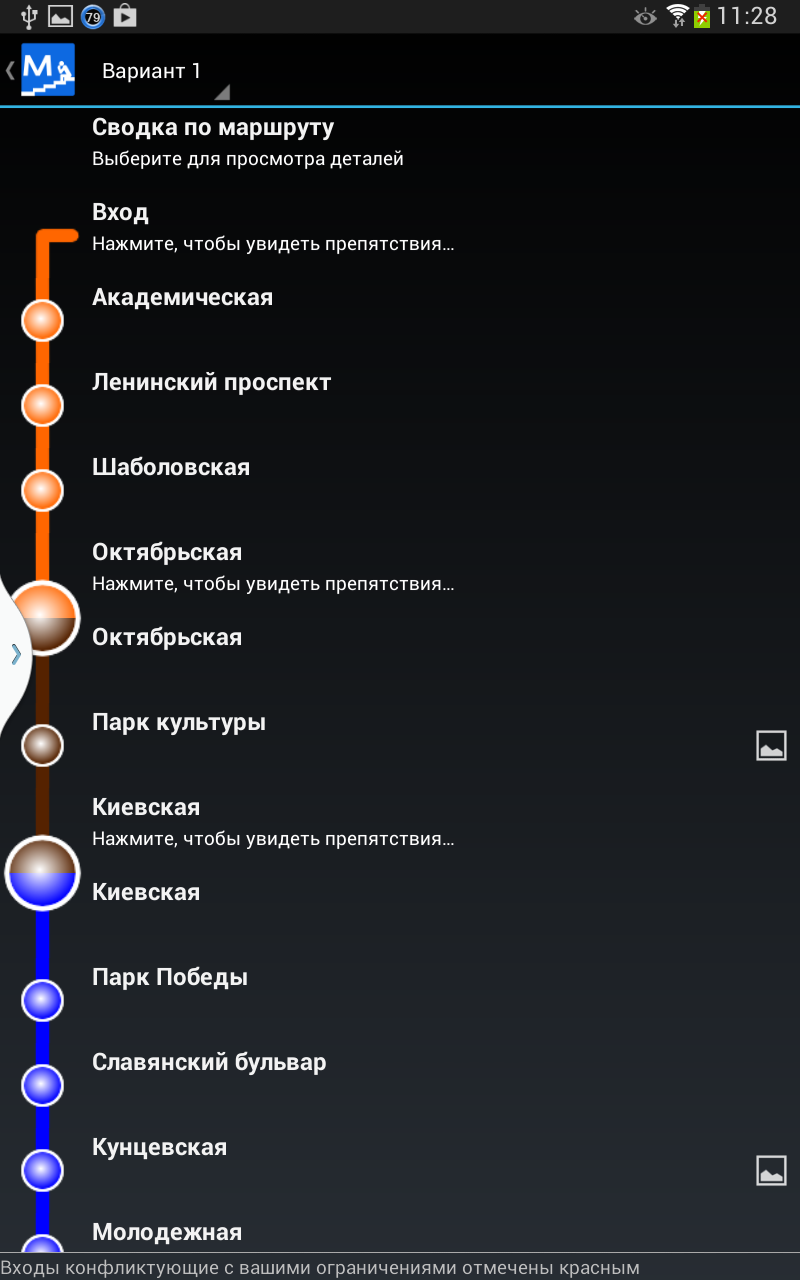 79
11:28
M
Вариант 1
Сводка по маршруту
Выберите для просмотра деталей
Вход
Нажмите, чтобы увидеть препятствия...
Академическая
Ленинский проспект
Шаболовская
Октябрьская
Нажмите, чтобы увидеть препятствия...
Октябрьская
Парк культуры
Киевская
Нажмите, чтобы увидеть препятствия...
Киевская
Парк Победы
Славянский бульвар
Кунцевская
Молодежная
Входы конфликтующие с вашими ограничениями отмечены красным